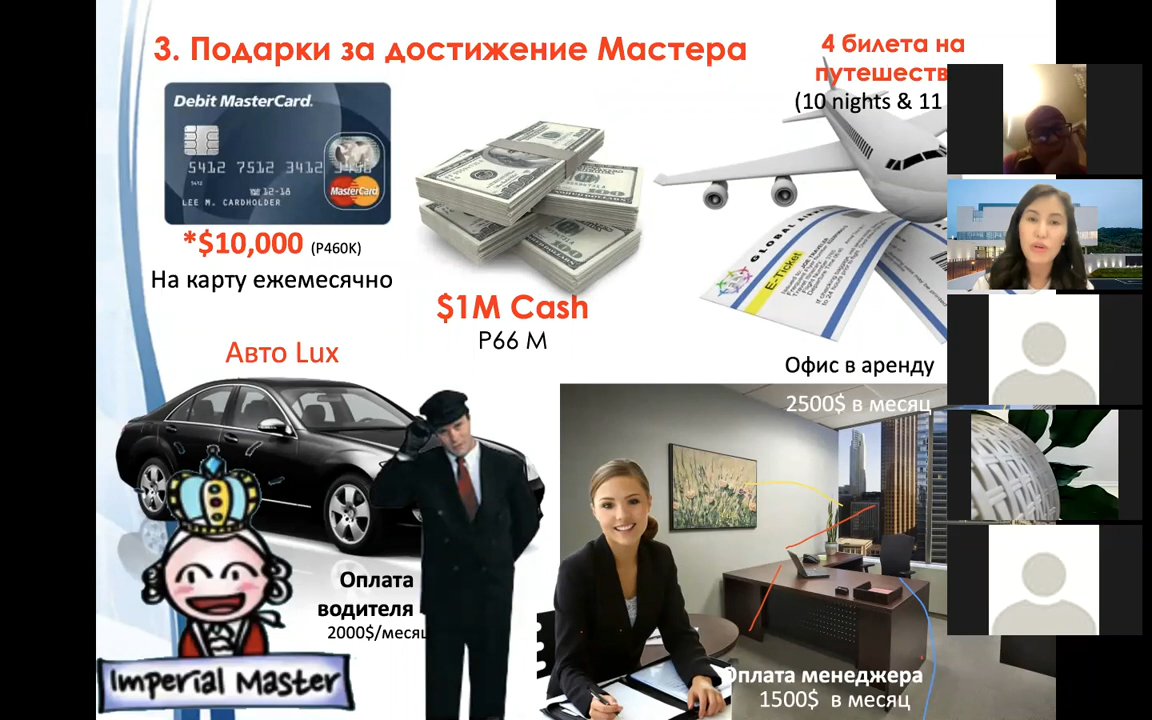 3. Подарки за достижение Мастера
4 билета на
путешеств
(10 nights & 11
Debit MasterCard.
5412 7512 3412
3412
12-18
LEE M. CARDHOLDER
MasterCard
*$10,000 (P460K)
На карту ежемесячно
$1M Cash
P66 M
GLOBAL
E-Ticket
Авто Lux
Офис в аренду
2500$ в месяц
Оплата
водителя
2000$/месяц
Imperial Master
Оплата менеджера
1500$ в месяц